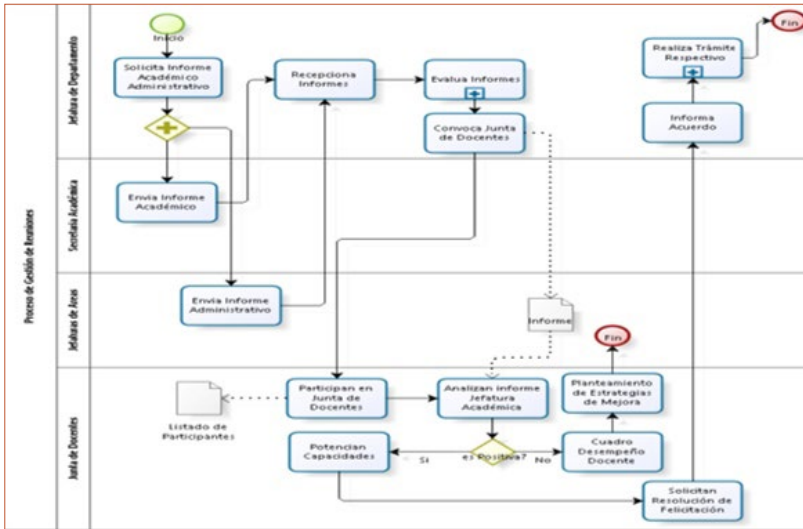 Proceso de Gestión de Reuniones
Jefatura de Departamento
Inicio
Solicita Informe
Académico
Administrativo
Recepciona
Informes
Evalua Informes
Convoca Junta
de Docentes
Realiza Trámite
Respectivo
Fin
Informa
Acuerdo
Secretaría Académica
Envia Informe
Académico
Jefaturas de Areas
Envia Informe
Administrativo
Informe
Fin
Junta de Docentes
Listado de
Participantes
Participan en
Junta de
Docentes
Analizan informe
Jefatura
Académica
Planteamiento
de Estrategias
de Mejora
Potencian
Capacidades
Si
es Positiva?
No
Cuadro
Desempeño
Docente
Solicitan
Resolución de
Felicitación